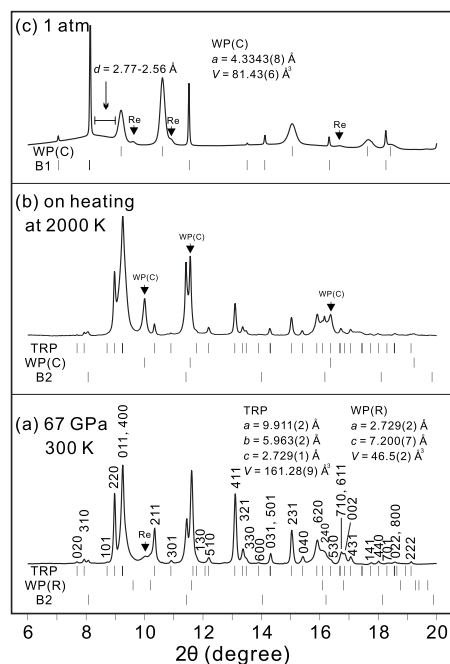 (c) 1 atm
WP(C)
a = 4.3343(8) Å
V = 81.43(6) Å³
d = 2.77-2.56 Å
Re
Re
Re
WP(C)
B1
(b) on heating
at 2000 K
WP(C)
WP(C)
WP(C)
TRP
WP(C)
B2
(a) 67 GPa
300 K
TRP
a = 9.911(2) Å
b = 5.963(2) Å
c = 2.729(1) Å
V = 161.28(9) Å³
WP(R)
a = 2.729(2) Å
c = 7.200(7) Å
V = 46.5(2) Å³
020
310
101
220
011, 400
Re
211
301
130
510
411
321
330
600
031, 501
231
040
620
240
530
710, 611
002
431
141
440
701
022, 800
222
TRP
WP(R)
B2
6 8 10 12 14 16 18 20
2θ (degree)